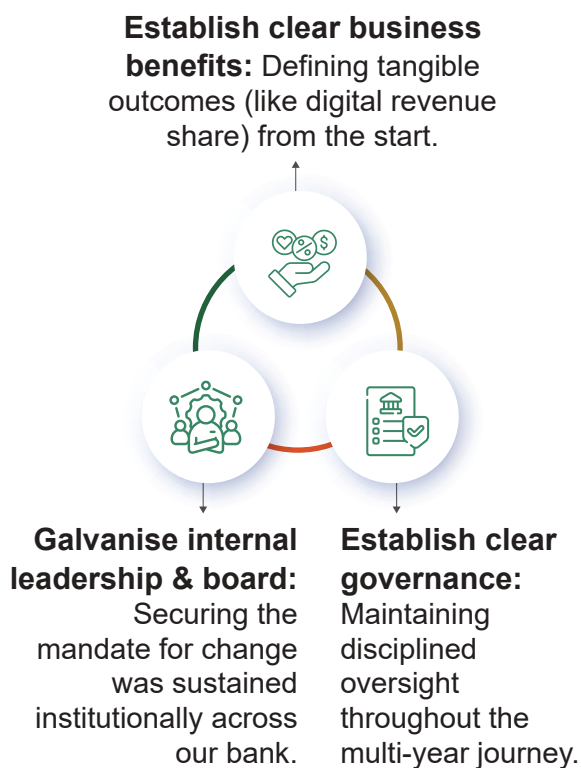 Establish clear business
benefits: Defining tangible
outcomes (like digital revenue
share) from the start.
Galvanise internal
leadership & board:
Securing the
mandate for change
was sustained
institutionally across
our bank.
Establish clear
governance:
Maintaining
disciplined
oversight
throughout the
multi-year journey.